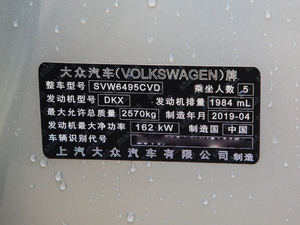 大众汽车(VOLKSWAGEN)牌
整车型号 SVW6495CVD 乘坐人数 5
发动机型号 DKX 发动机排量 1984 mL
最大允许总质量 2570kg 制造年月 2019-04
发动机最大净功率 162 kW 制造国 中国
车辆识别代号
上汽大众汽车有限公司 制造